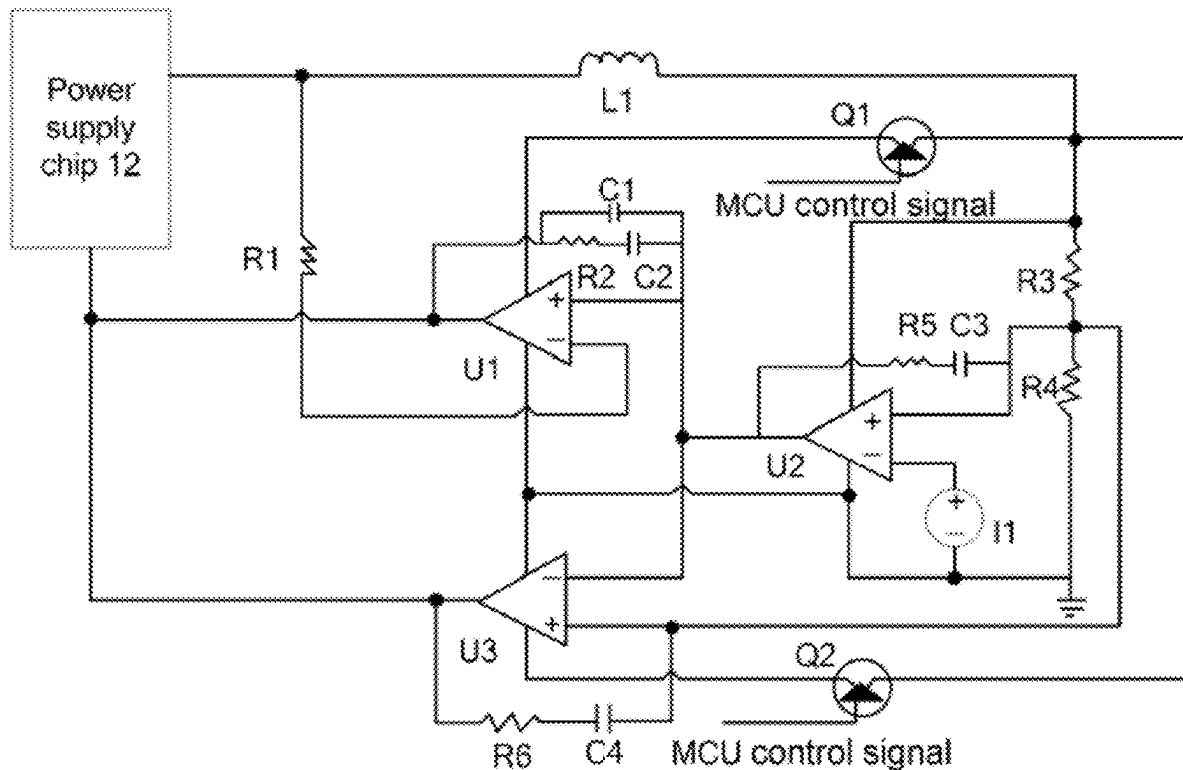 Power
supply
chip 12
L1
Q1
MCU control signal
C1
R1
R2
C2
R3
+
−
U1
R5
C3
R4
+
−
U2
+
−
I1
−
+
U3
Q2
R6
C4
MCU control signal